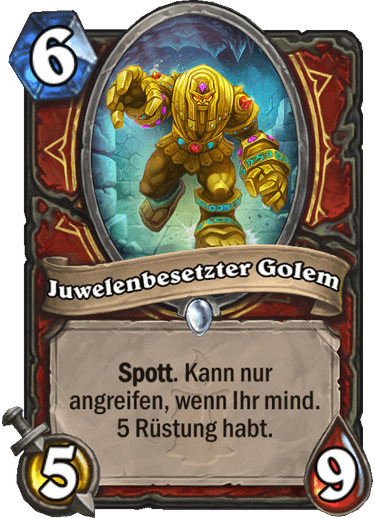 6
Juwelenbesetzter Golem
Spott. Kann nur
angreifen, wenn Ihr mind.
5 Rüstung habt.
5
9